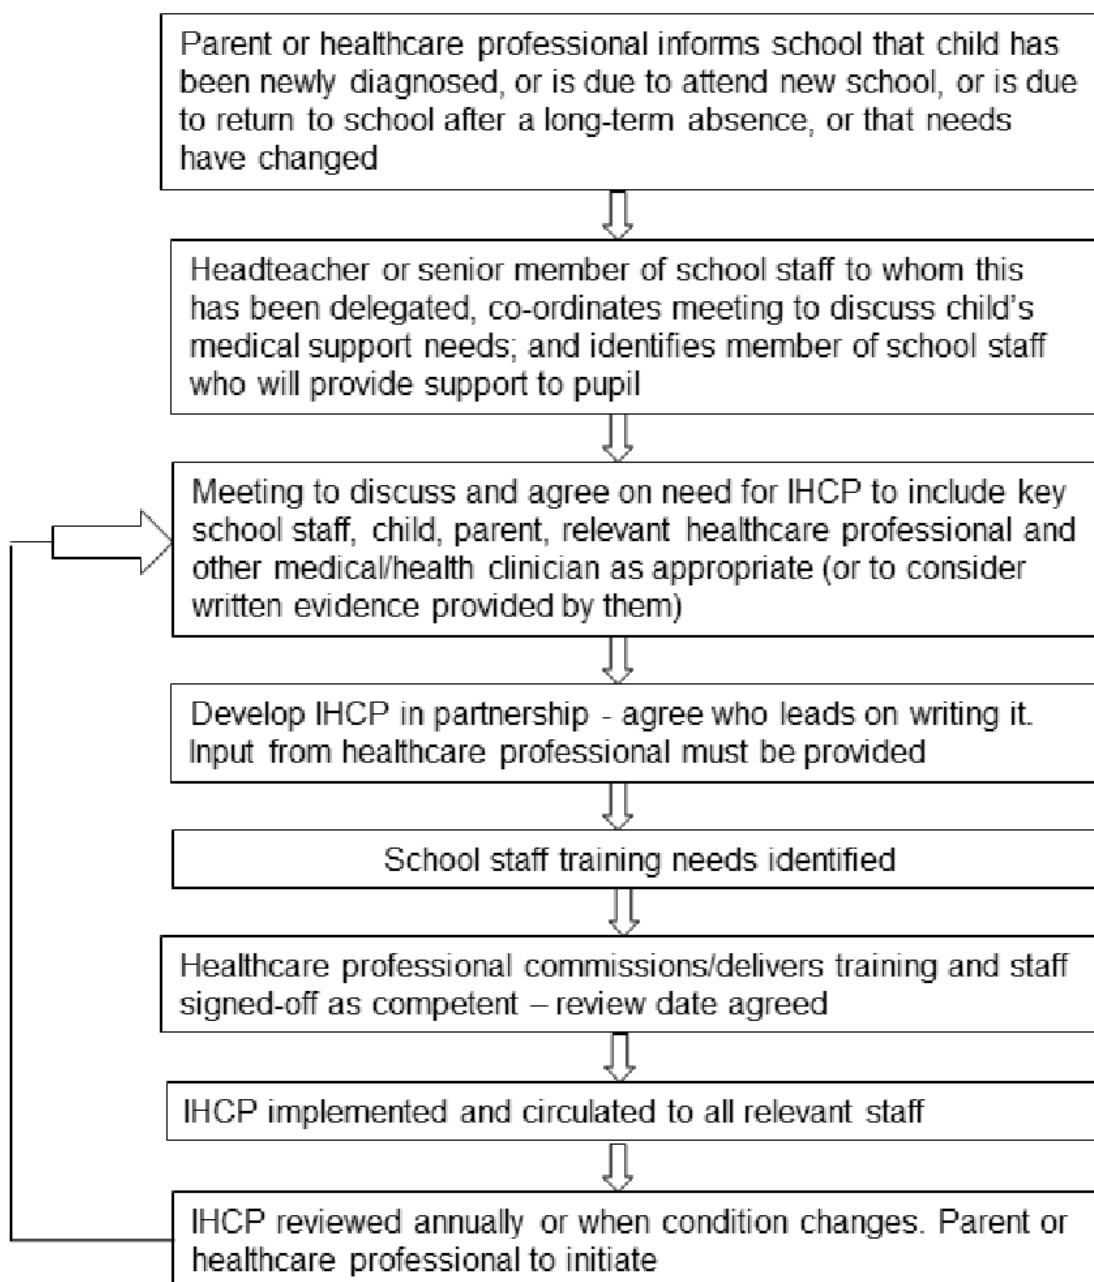 Parent or healthcare professional informs school that child has
been newly diagnosed, or is due to attend new school, or is due
to return to school after a long-term absence, or that needs
have changed
Headteacher or senior member of school staff to whom this
has been delegated, co-ordinates meeting to discuss child's
medical support needs; and identifies member of school staff
who will provide support to pupil
Meeting to discuss and agree on need for IHCP to include key
school staff, child, parent, relevant healthcare professional and
other medical/health clinician as appropriate (or to consider
written evidence provided by them)
Develop IHCP in partnership - agree who leads on writing it.
Input from healthcare professional must be provided
School staff training needs identified
Healthcare professional commissions/delivers training and staff
signed-off as competent – review date agreed
IHCP implemented and circulated to all relevant staff
IHCP reviewed annually or when condition changes. Parent or
healthcare professional to initiate